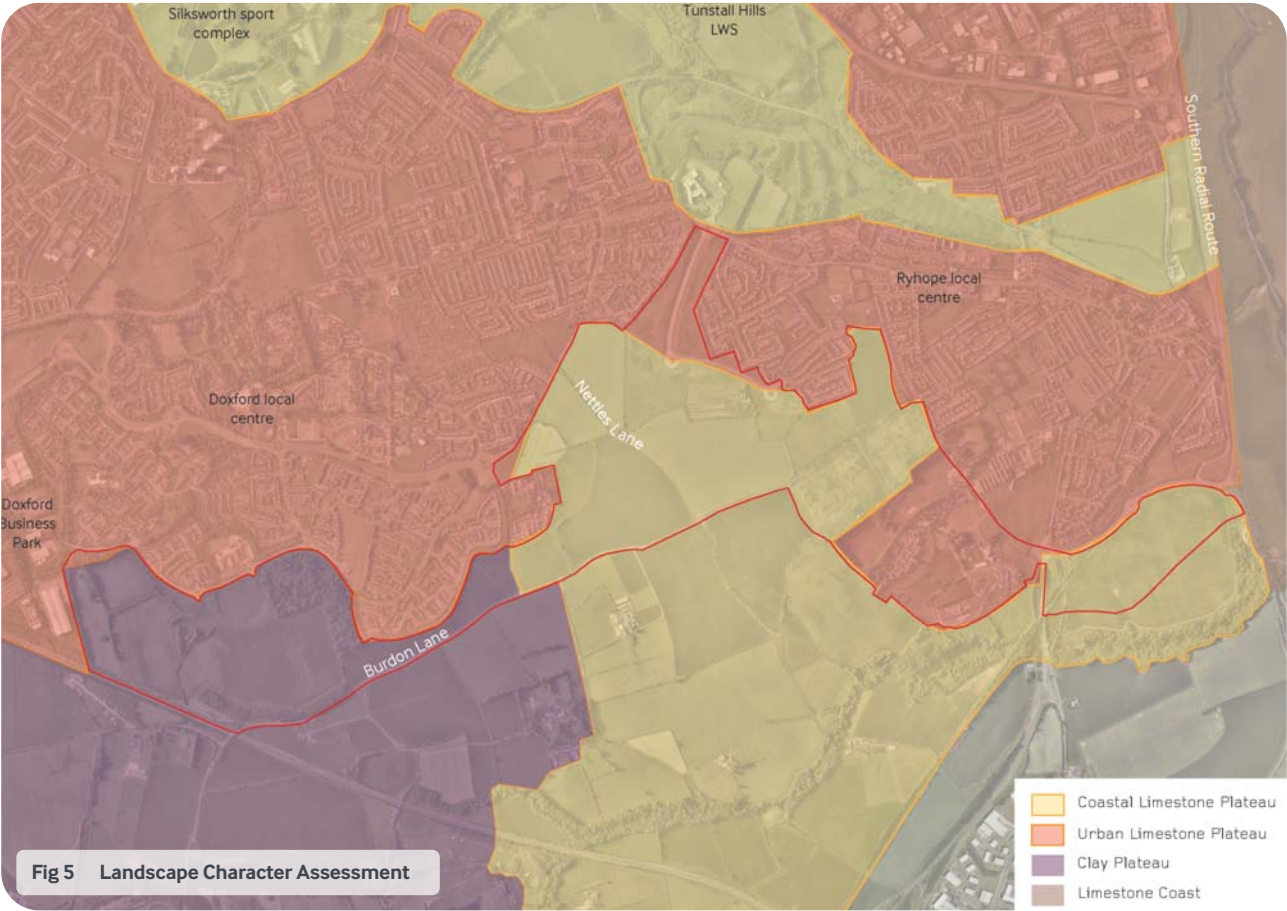 Silksworth sport
complex
Tunstall Hills
LWS
Southern Radial Route
Ryhope local
centre
Nettles Lane
Doxford local
centre
Doxford
Business
Park
Burdon Lane
Coastal Limestone Plateau
Urban Limestone Plateau
Clay Plateau
Limestone Coast
Fig 5 Landscape Character Assessment